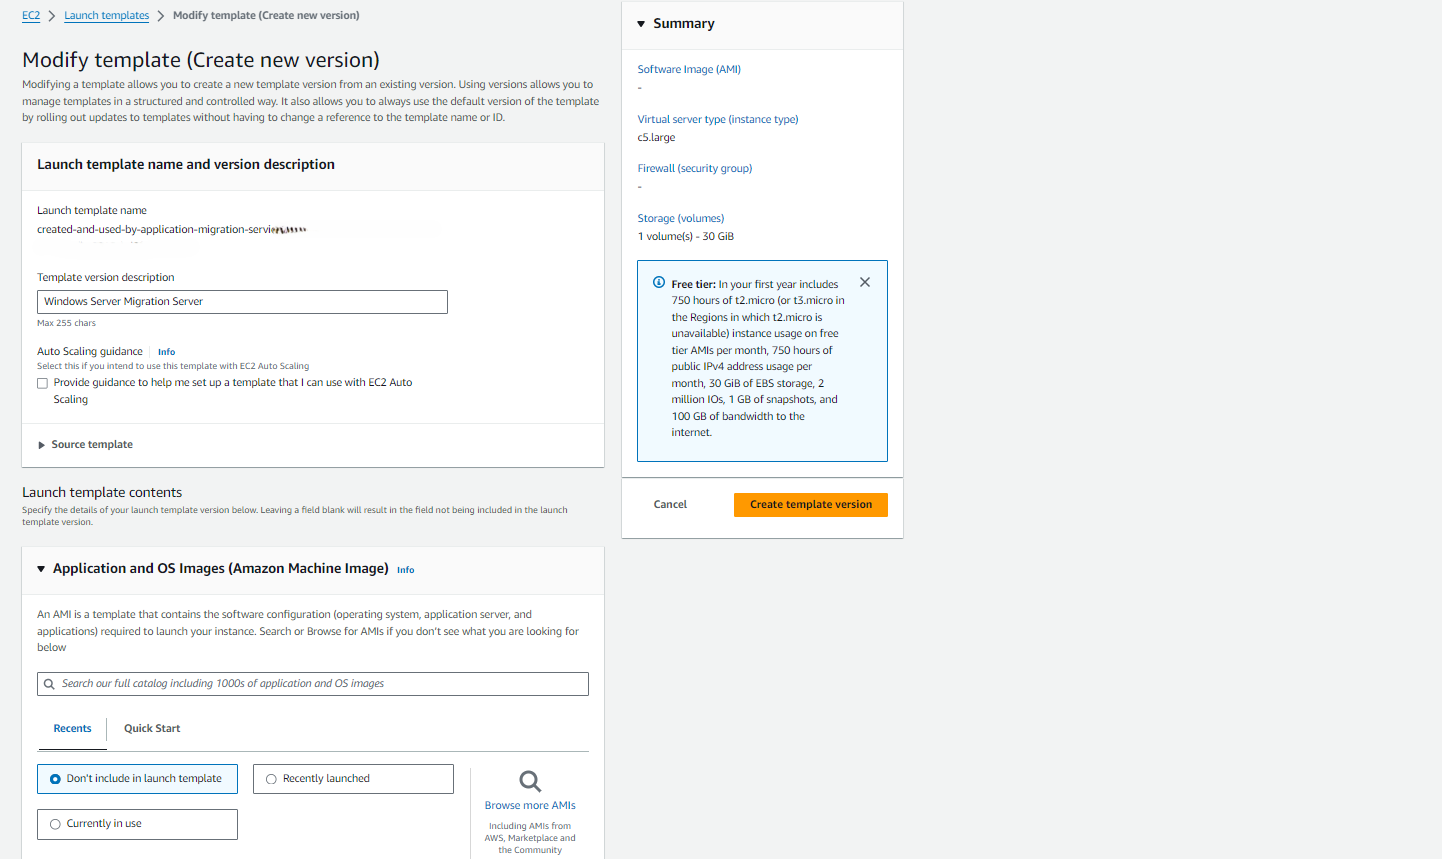 EC2 > Launch templates > Modify template (Create new version)
Modify template (Create new version)
Modifying a template allows you to create a new template version from an existing version. Using versions allows you to
manage templates in a structured and controlled way. It also allows you to always use the default version of the template
by rolling out updates to templates without having to change a reference to the template name or ID.
Launch template name and version description
Launch template name
created-and-used-by-application-migration-servi
Template version description
Windows Server Migration Server
Max 255 chars
Auto Scaling guidance Info
Select this if you intend to use this template with EC2 Auto Scaling
Provide guidance to help me set up a template that I can use with EC2 Auto
Scaling
Source template
Launch template contents
Specify the details of your launch template version below. Leaving a field blank will result in the field not being included in the launch
template version.
Application and OS Images (Amazon Machine Image) Info
An AMI is a template that contains the software configuration (operating system, application server, and
applications) required to launch your instance. Search or Browse for AMIs if you don't see what you are looking for
below
Search our full catalog including 1000s of application and OS images
Recents
Quick Start
Don't include in launch template
Recently launched
Currently in use
Browse more AMIs
Including AMIs from
AWS, Marketplace and
the Community
Summary
Software Image (AMI)
-
Virtual server type (instance type)
c5.large
Firewall (security group)
-
Storage (volumes)
1 volume(s) - 30 GiB
Free tier: In your first year includes
750 hours of t2.micro (or t3.micro in
the Regions in which t2.micro is
unavailable) instance usage on free
tier AMIs per month, 750 hours of
public IPv4 address usage per
month, 30 GiB of EBS storage, 2
million IOs, 1 GB of snapshots, and
100 GB of bandwidth to the
internet.
Cancel
Create template version